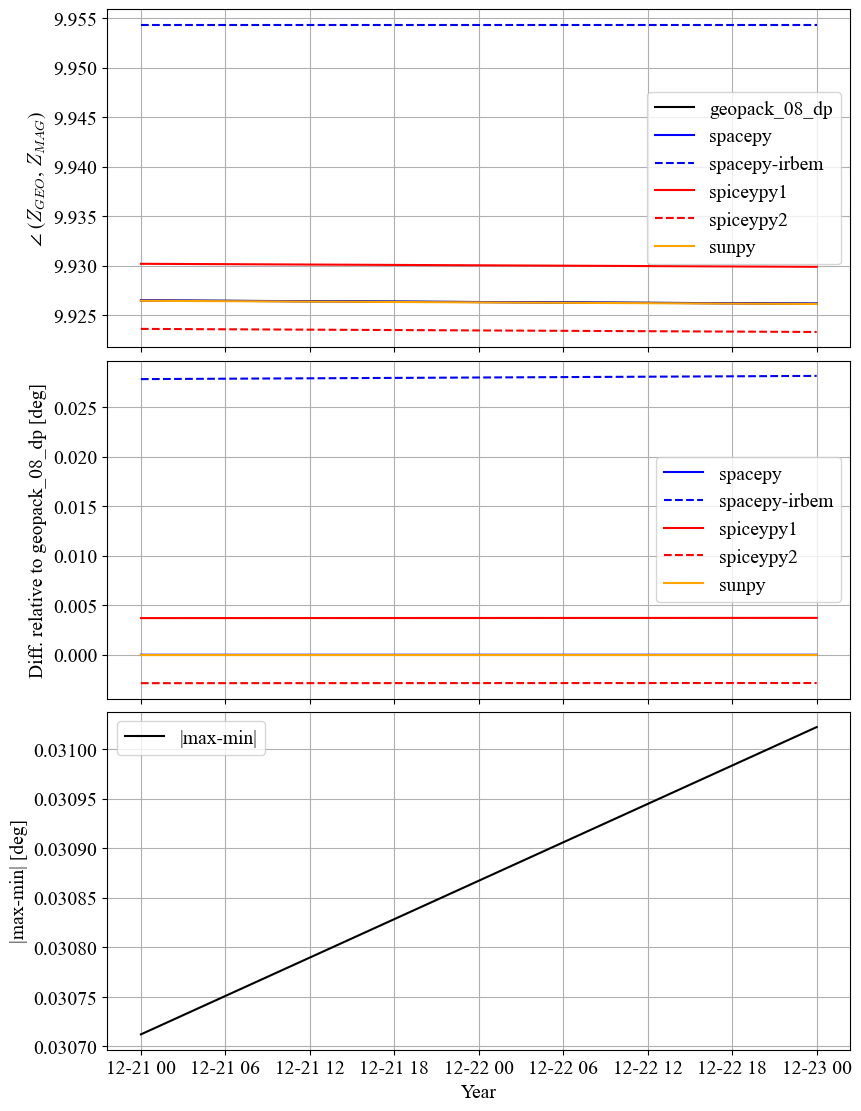 9.955
9.950
9.945
9.940
9.935
9.930
9.925
∠ (Z_GEO, Z_MAG)
geopack_08_dp
spacepy
spacepy-irbem
spiceypy1
spiceypy2
sunpy
0.025
0.020
0.015
0.010
0.005
0.000
Diff. relative to geopack_08_dp [deg]
spacepy
spacepy-irbem
spiceypy1
spiceypy2
sunpy
|max-min|
0.03100
0.03095
0.03090
0.03085
0.03080
0.03075
0.03070
|max-min| [deg]
12-21 00 12-21 06 12-21 12 12-21 18 12-22 00 12-22 06 12-22 12 12-22 18 12-23 00
Year